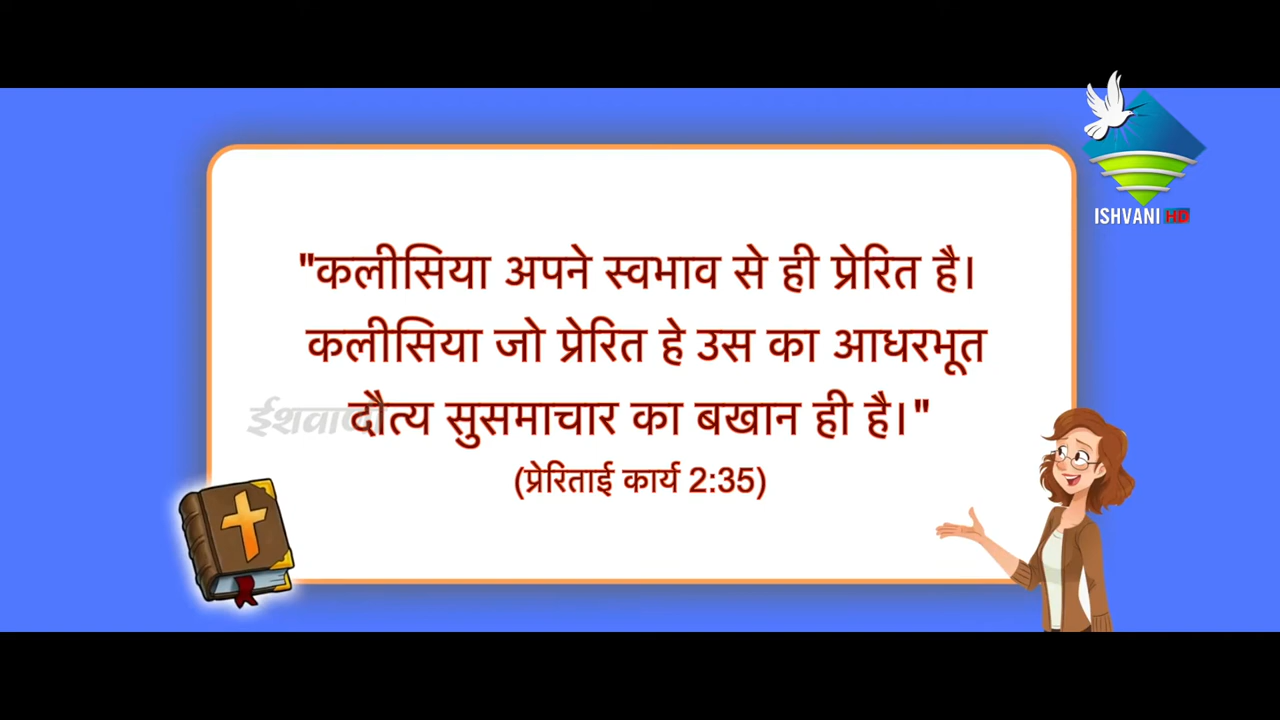 ISHVANI HD
"कलीसिया अपने स्वभाव से ही प्रेरित है।
कलीसिया जो प्रेरित हे उस का आधरभूत
दौत्य सुसमाचार का बखान ही है।"
(प्रेरिताई कार्य 2:35)